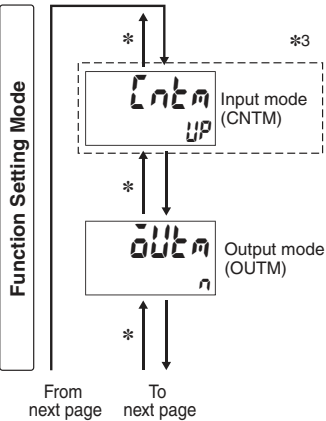 Function Setting Mode
*
*3
Cntm
UP
Input mode
(CNTM)
*
OUtm
n
Output mode
(OUTM)
*
From
next page
To
next page